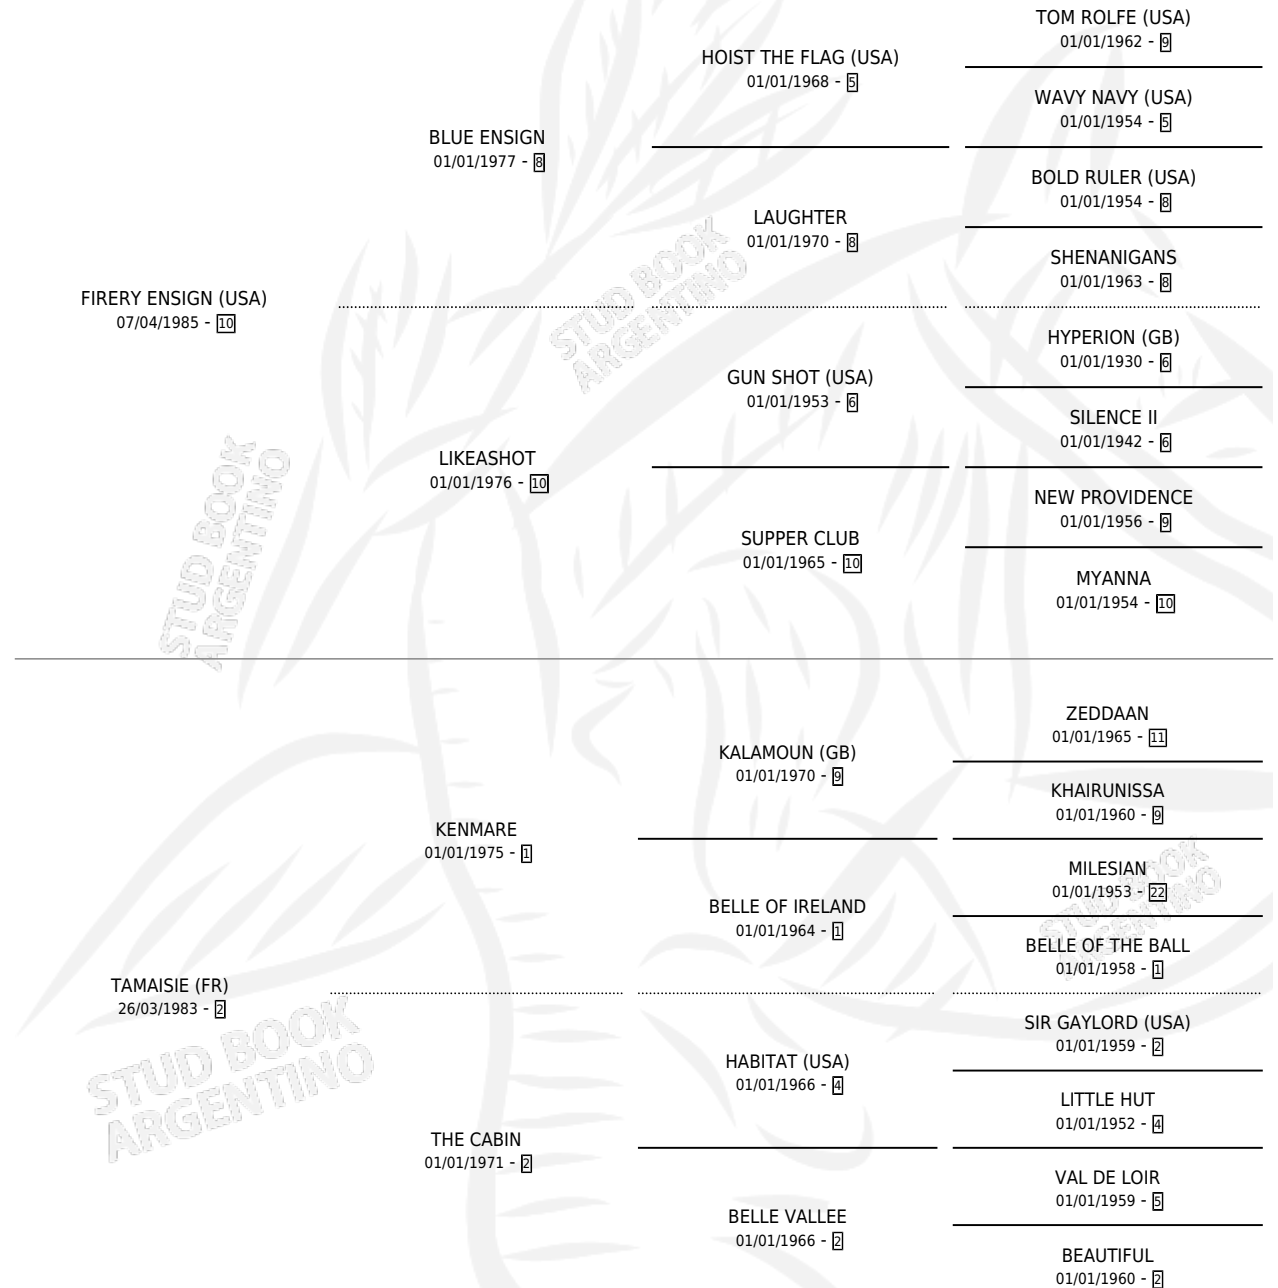 TOM ROLFE (USA)
01/01/1962 - 9
HOIST THE FLAG (USA)
01/01/1968 - 5
WAVY NAVY (USA)
01/01/1954 - 5
BLUE ENSIGN
01/01/1977 - 8
BOLD RULER (USA)
01/01/1954 - 8
LAUGHTER
01/01/1970 - 8
SHENANIGANS
01/01/1963 - 8
FIRERY ENSIGN (USA)
07/04/1985 - 10
STUD BOOK
ARGENTINO
HYPERION (GB)
01/01/1930 - 6
GUN SHOT (USA)
01/01/1953 - 6
SILENCE II
01/01/1942 - 6
LIKEASHOT
01/01/1976 - 10
NEW PROVIDENCE
01/01/1956 - 9
SUPPER CLUB
01/01/1965 - 10
MYANNA
01/01/1954 - 10
STUD BOOK
ARGENTINO
ZEDDAAN
01/01/1965 - 11
KALAMOUN (GB)
01/01/1970 - 9
KHAIRUNISSA
01/01/1960 - 9
KENMARE
01/01/1975 - 1
MILESIAN
01/01/1953 - 22
BELLE OF IRELAND
01/01/1964 - 1
STUD BOOK
ARGENTINO
BELLE OF THE BALL
01/01/1958 - 1
TAMAISIE (FR)
26/03/1983 - 2
STUD BOOK
ARGENTINO
SIR GAYLORD (USA)
01/01/1959 - 2
HABITAT (USA)
01/01/1966 - 4
LITTLE HUT
01/01/1952 - 4
THE CABIN
01/01/1971 - 2
VAL DE LOIR
01/01/1959 - 5
BELLE VALLEE
01/01/1966 - 2
BEAUTIFUL
01/01/1960 - 2